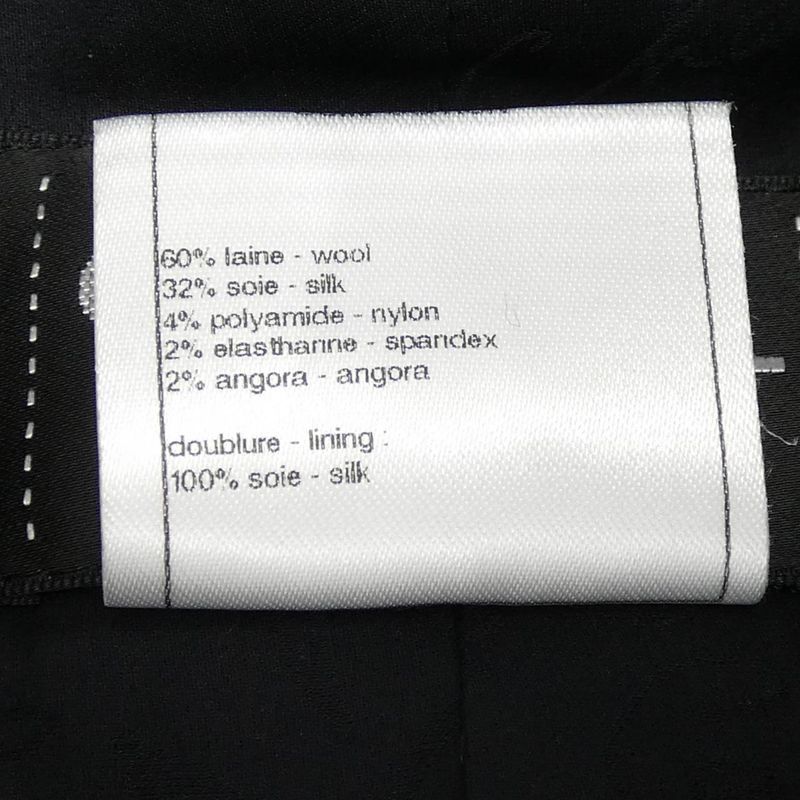 60% laine - wool
32% soie - silk
4% polyamide - nylon
2% elasthanne - spandex
2% angora - angora
doublure - lining :
100% soie - silk